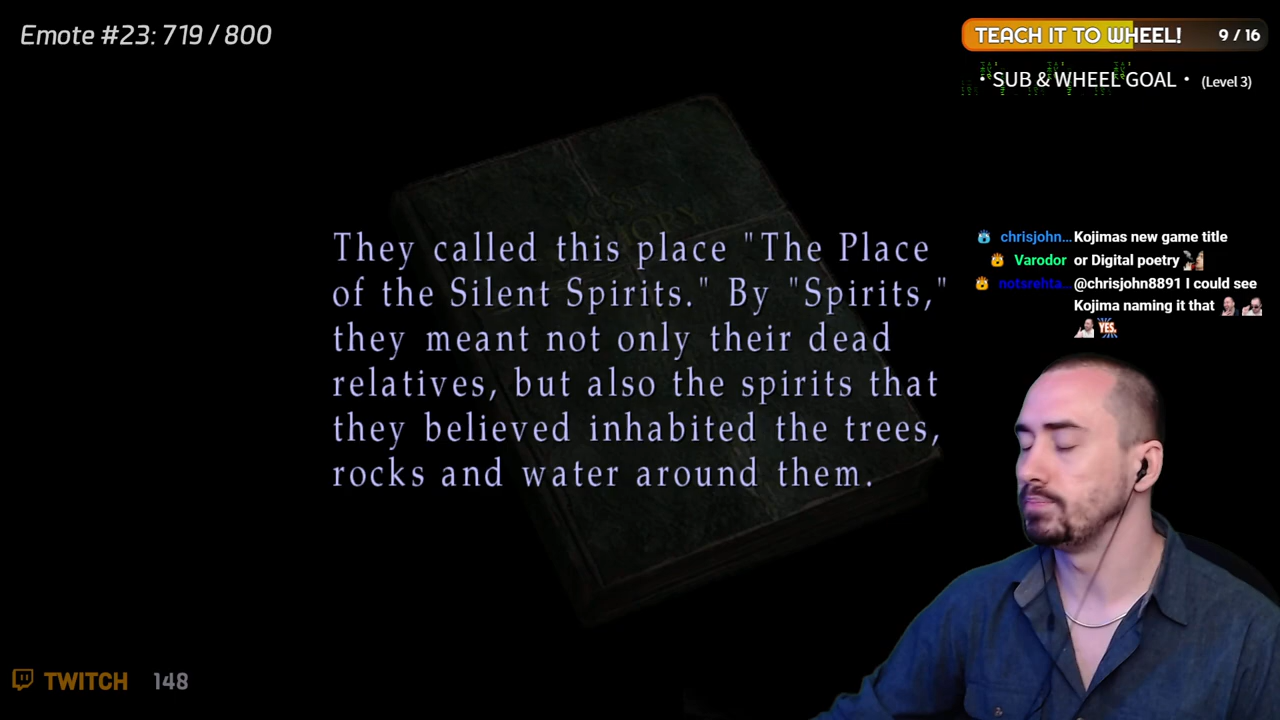 Emote #23: 719 / 800
TEACH IT TO WHEEL! 9 / 16
• SUB & WHEEL GOAL • (Level 3)
They called this place "The Place
of the Silent Spirits." By "Spirits,"
they meant not only their dead
relatives, but also the spirits that
they believed inhabited the trees,
rocks and water around them.
chrisjohn... Kojimas new game title
Varodor or Digital poetry
notsrehta... @chrisjohn8891 I could see
Kojima naming it that
YES.
TWITCH 148